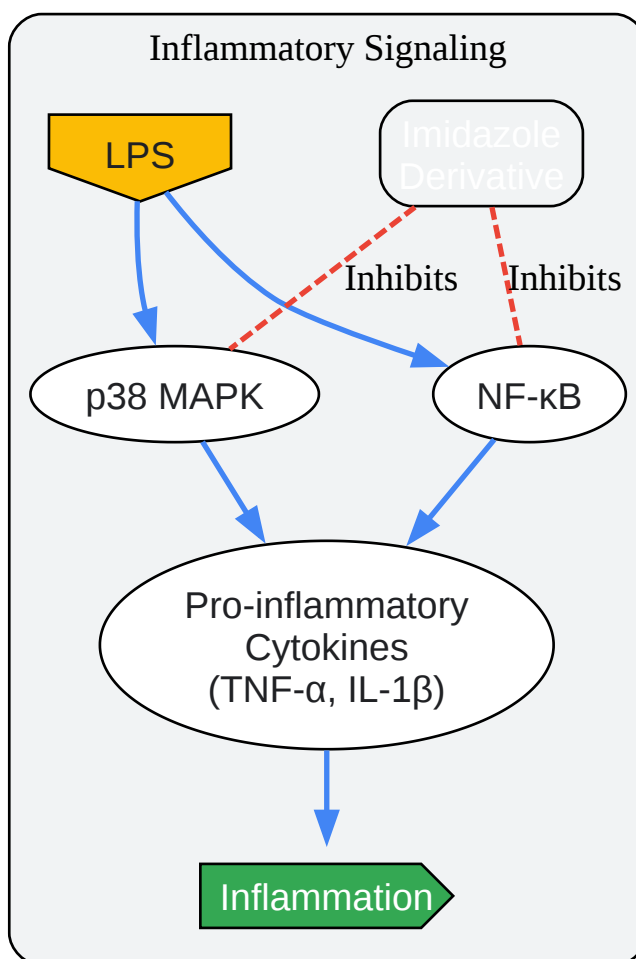 Inflammatory Signaling
LPS
Imidazole
Derivative
Inhibits
Inhibits
p38 MAPK
NF-κB
Pro-inflammatory
Cytokines
(TNF-α, IL-1β)
Inflammation